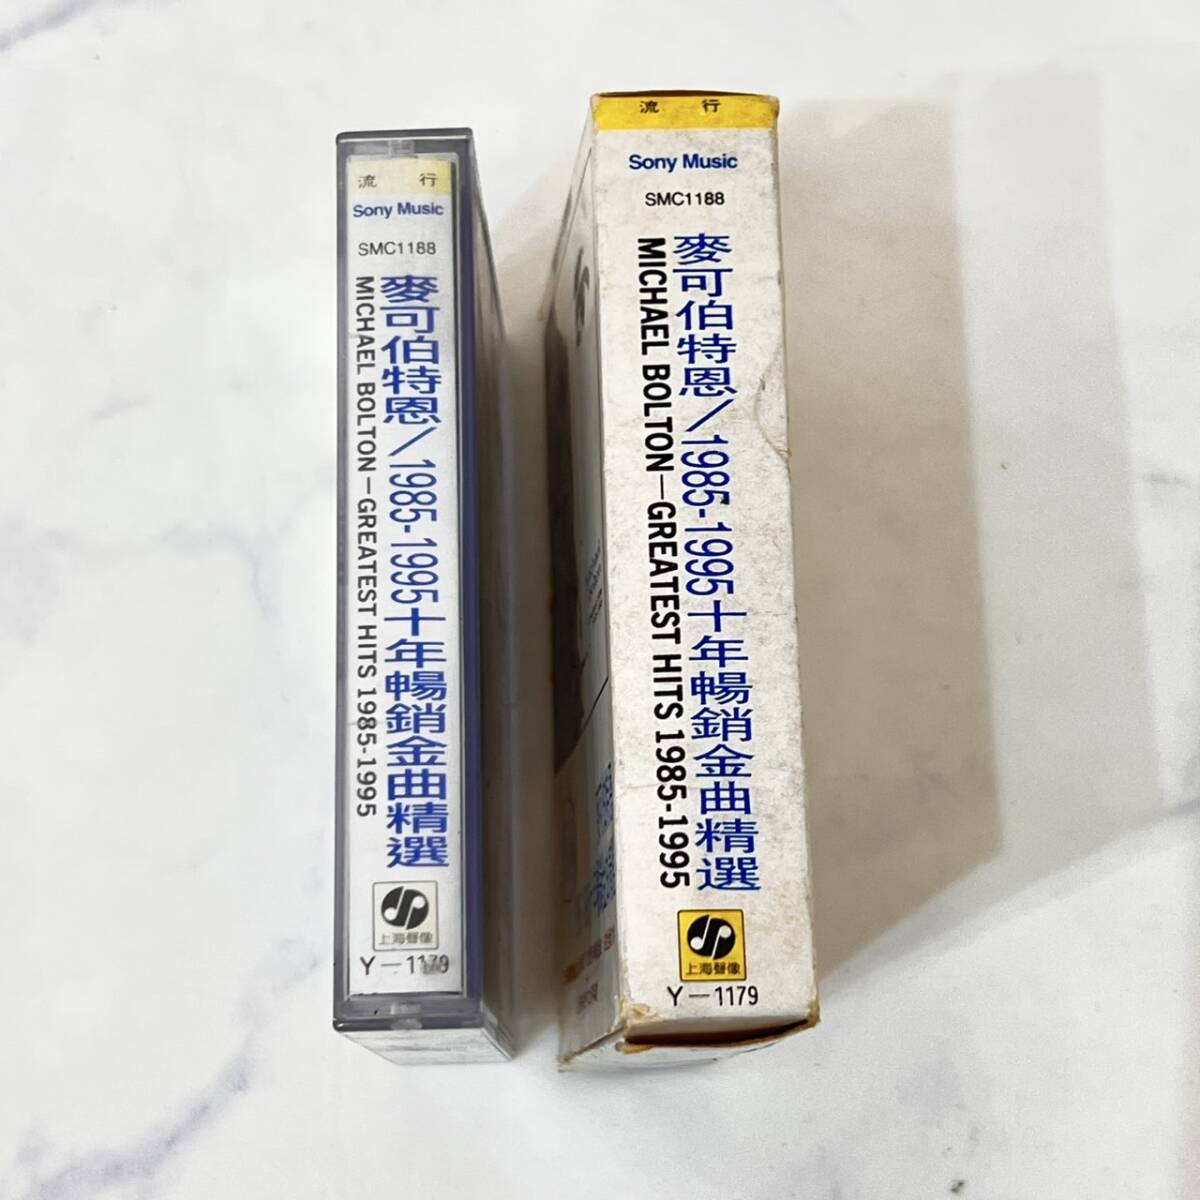 流 行
Sony Music
SMC1188
麥可伯特恩/1985-1995十年暢銷金曲精選
MICHAEL BOLTON—GREATEST HITS 1985-1995
上海聲像
Y—1179
流 行
Sony Music
SMC1188
麥可伯特恩/1985-1995十年暢銷金曲精選
MICHAEL BOLTON—GREATEST HITS 1985-1995
上海聲像
Y—1179